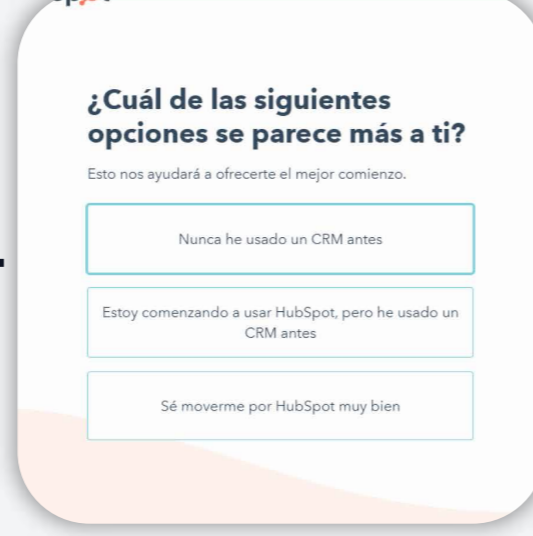 ¿Cuál de las siguientes
opciones se parece más a ti?
Esto nos ayudará a ofrecerte el mejor comienzo.
Nunca he usado un CRM antes
Estoy comenzando a usar HubSpot, pero he usado un
CRM antes
Sé moverme por HubSpot muy bien